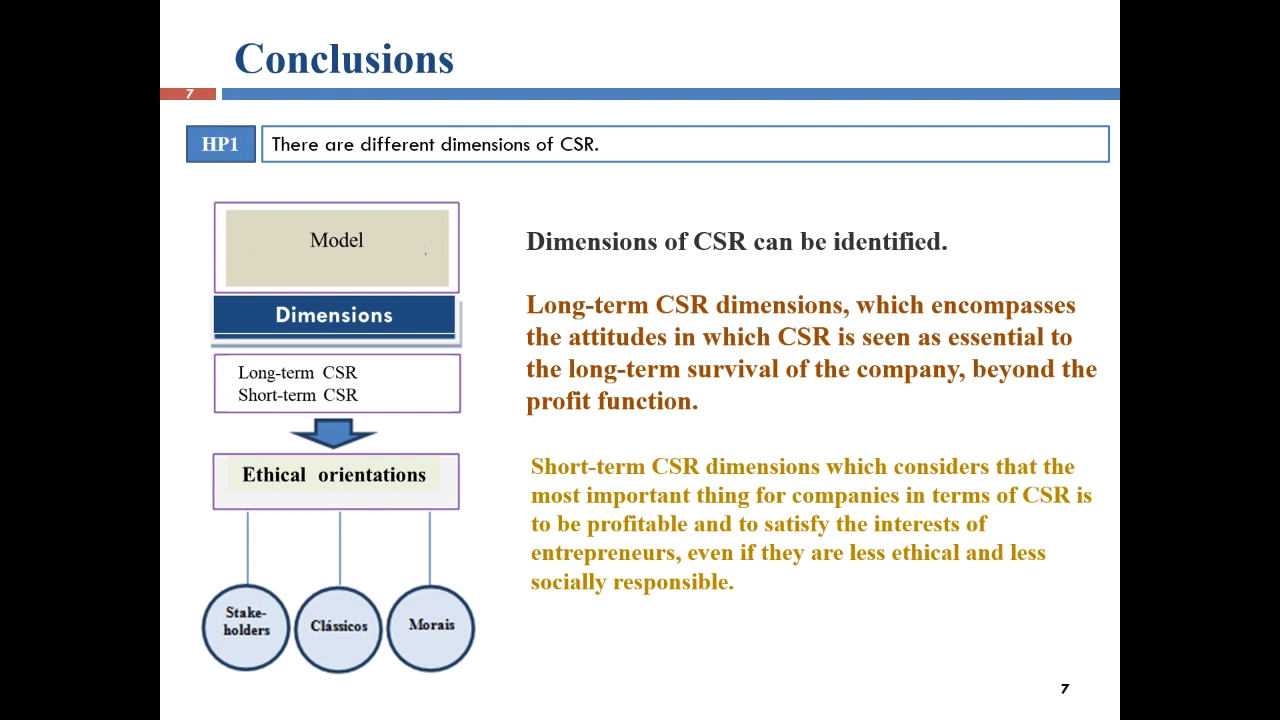 Conclusions
7
HP1
There are different dimensions of CSR.
Model
Dimensions
Long-term CSR
Short-term CSR
Ethical orientations
Stake-
holders
Clássicos
Morais
Dimensions of CSR can be identified.
Long-term CSR dimensions, which encompasses
the attitudes in which CSR is seen as essential to
the long-term survival of the company, beyond the
profit function.
Short-term CSR dimensions which considers that the
most important thing for companies in terms of CSR is
to be profitable and to satisfy the interests of
entrepreneurs, even if they are less ethical and less
socially responsible.
7